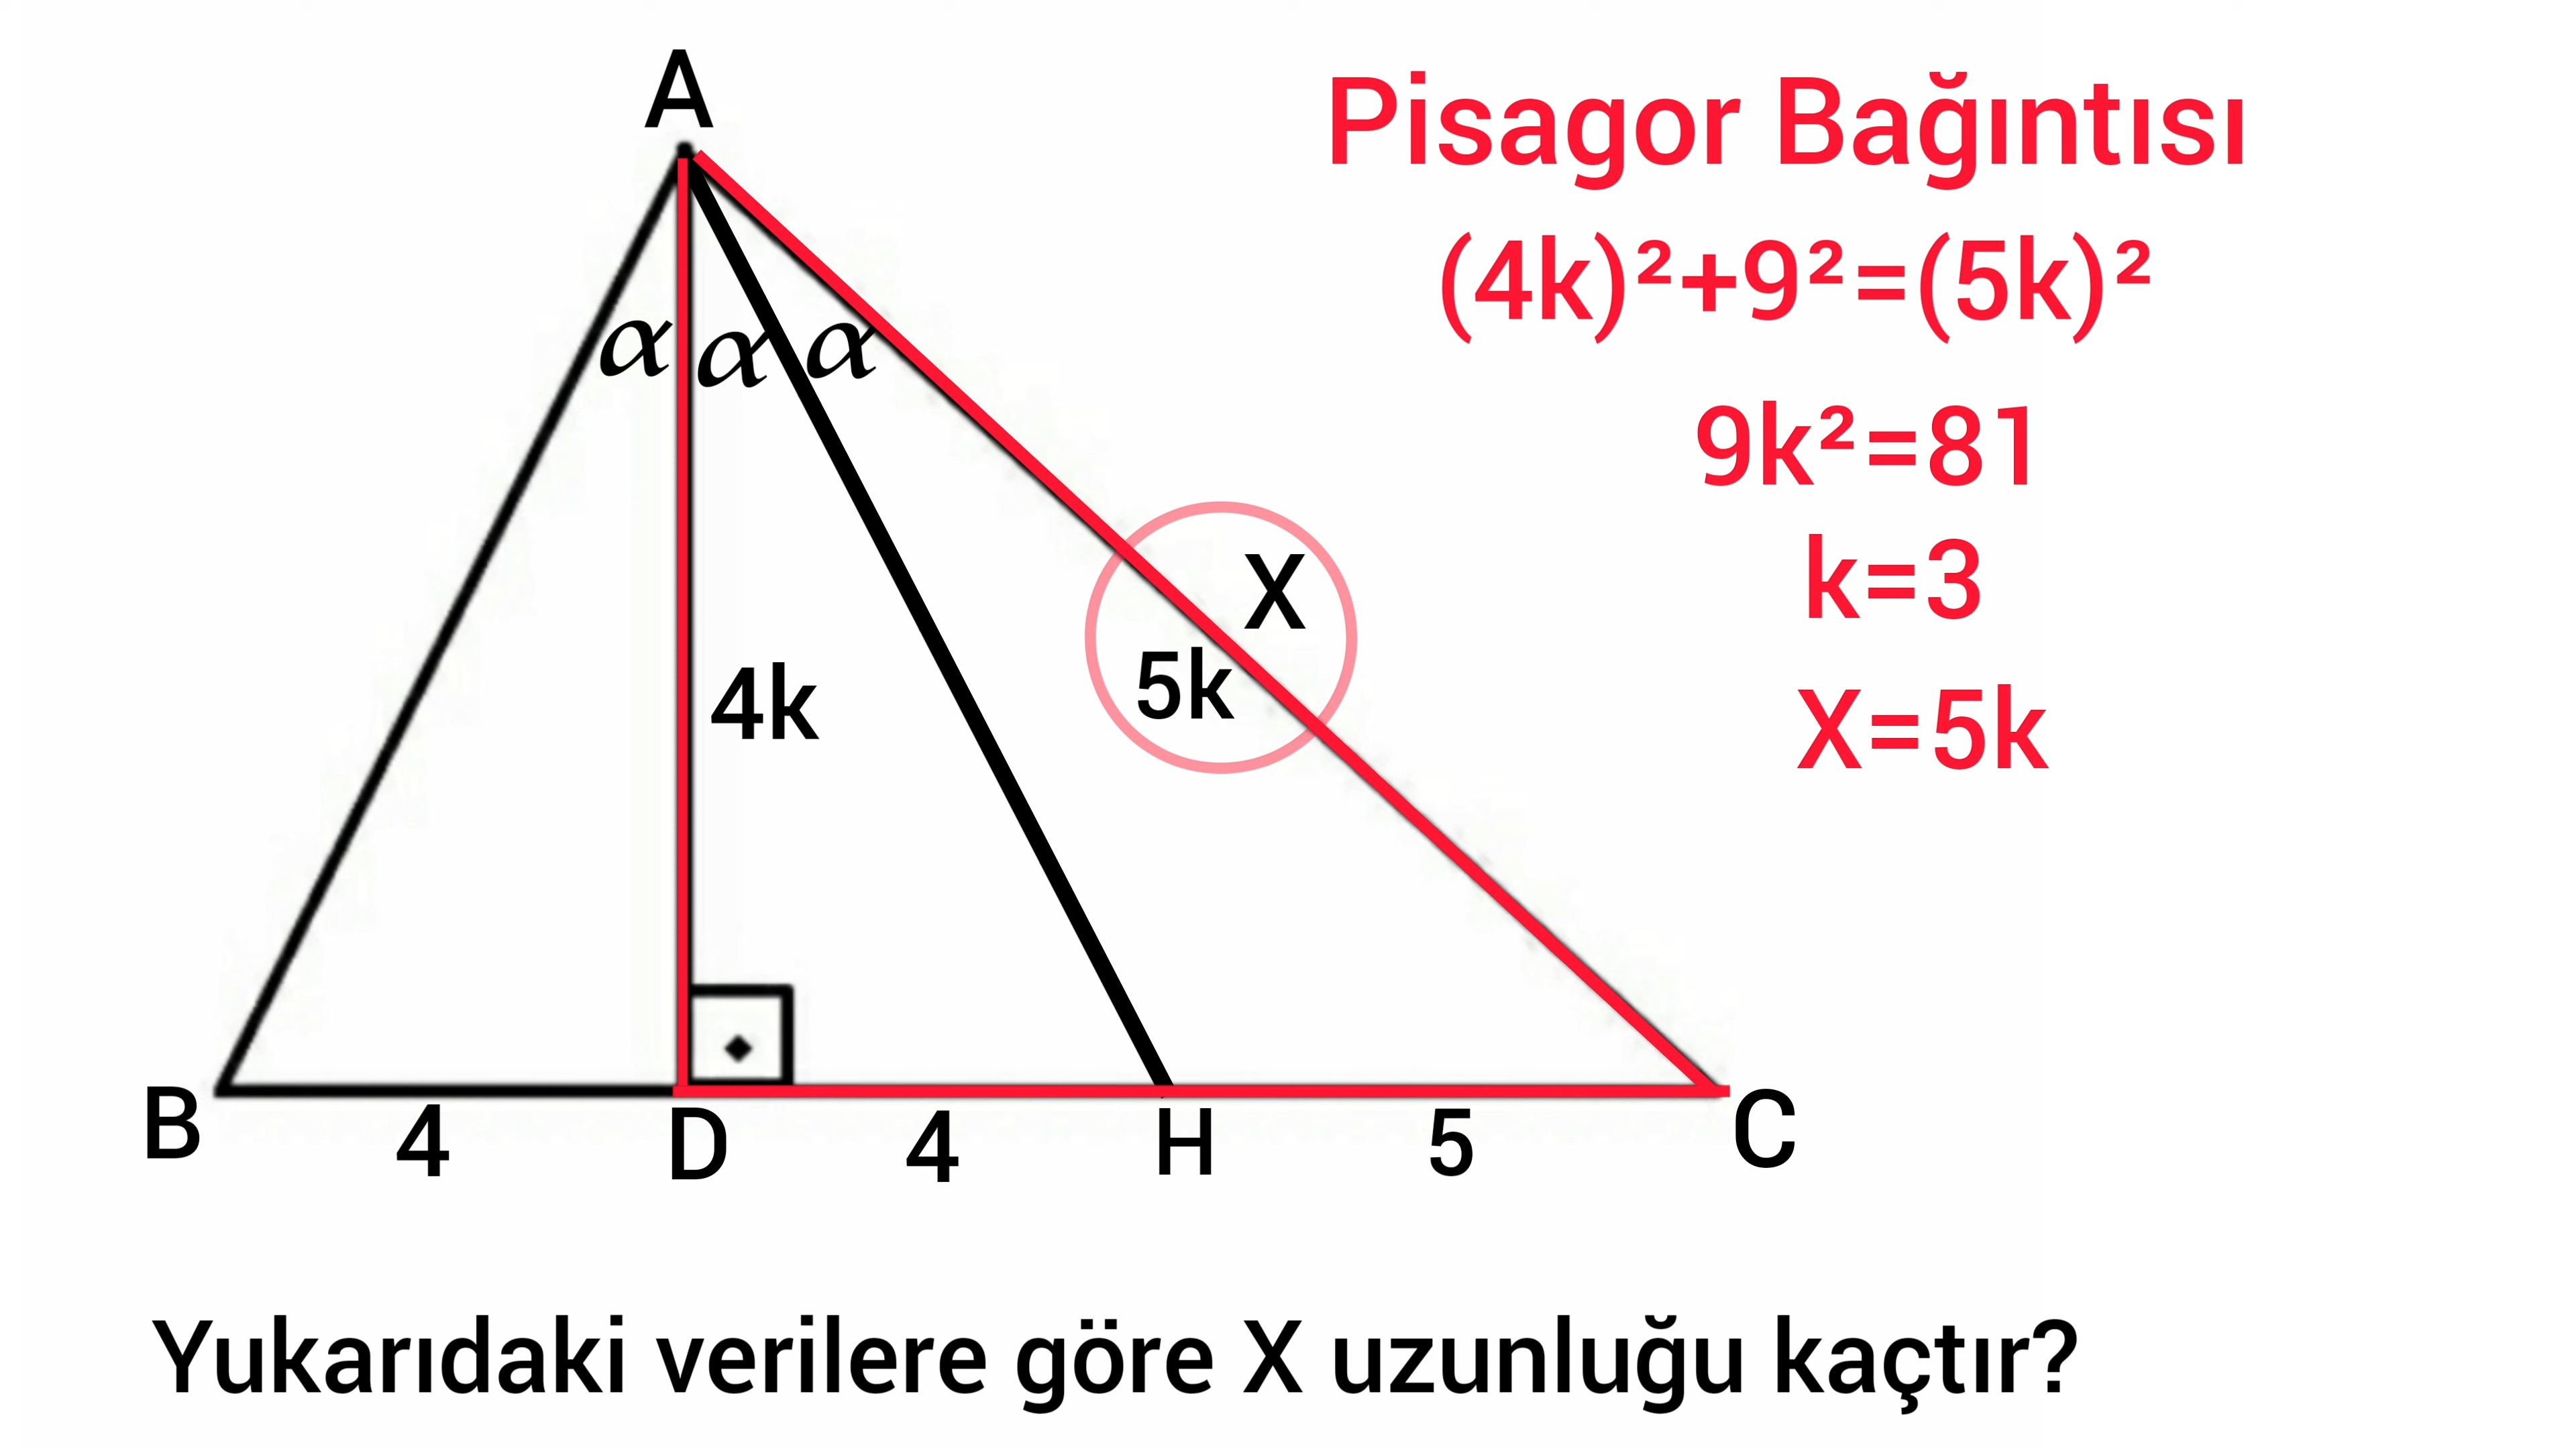 A
Pisagor Bağıntısı
(4k)²+9²=(5k)²
α α α
9k²=81
k=3
X
5k
4k
X=5k
B 4 D 4 H 5 C
Yukarıdaki verilere göre X uzunluğu kaçtır?